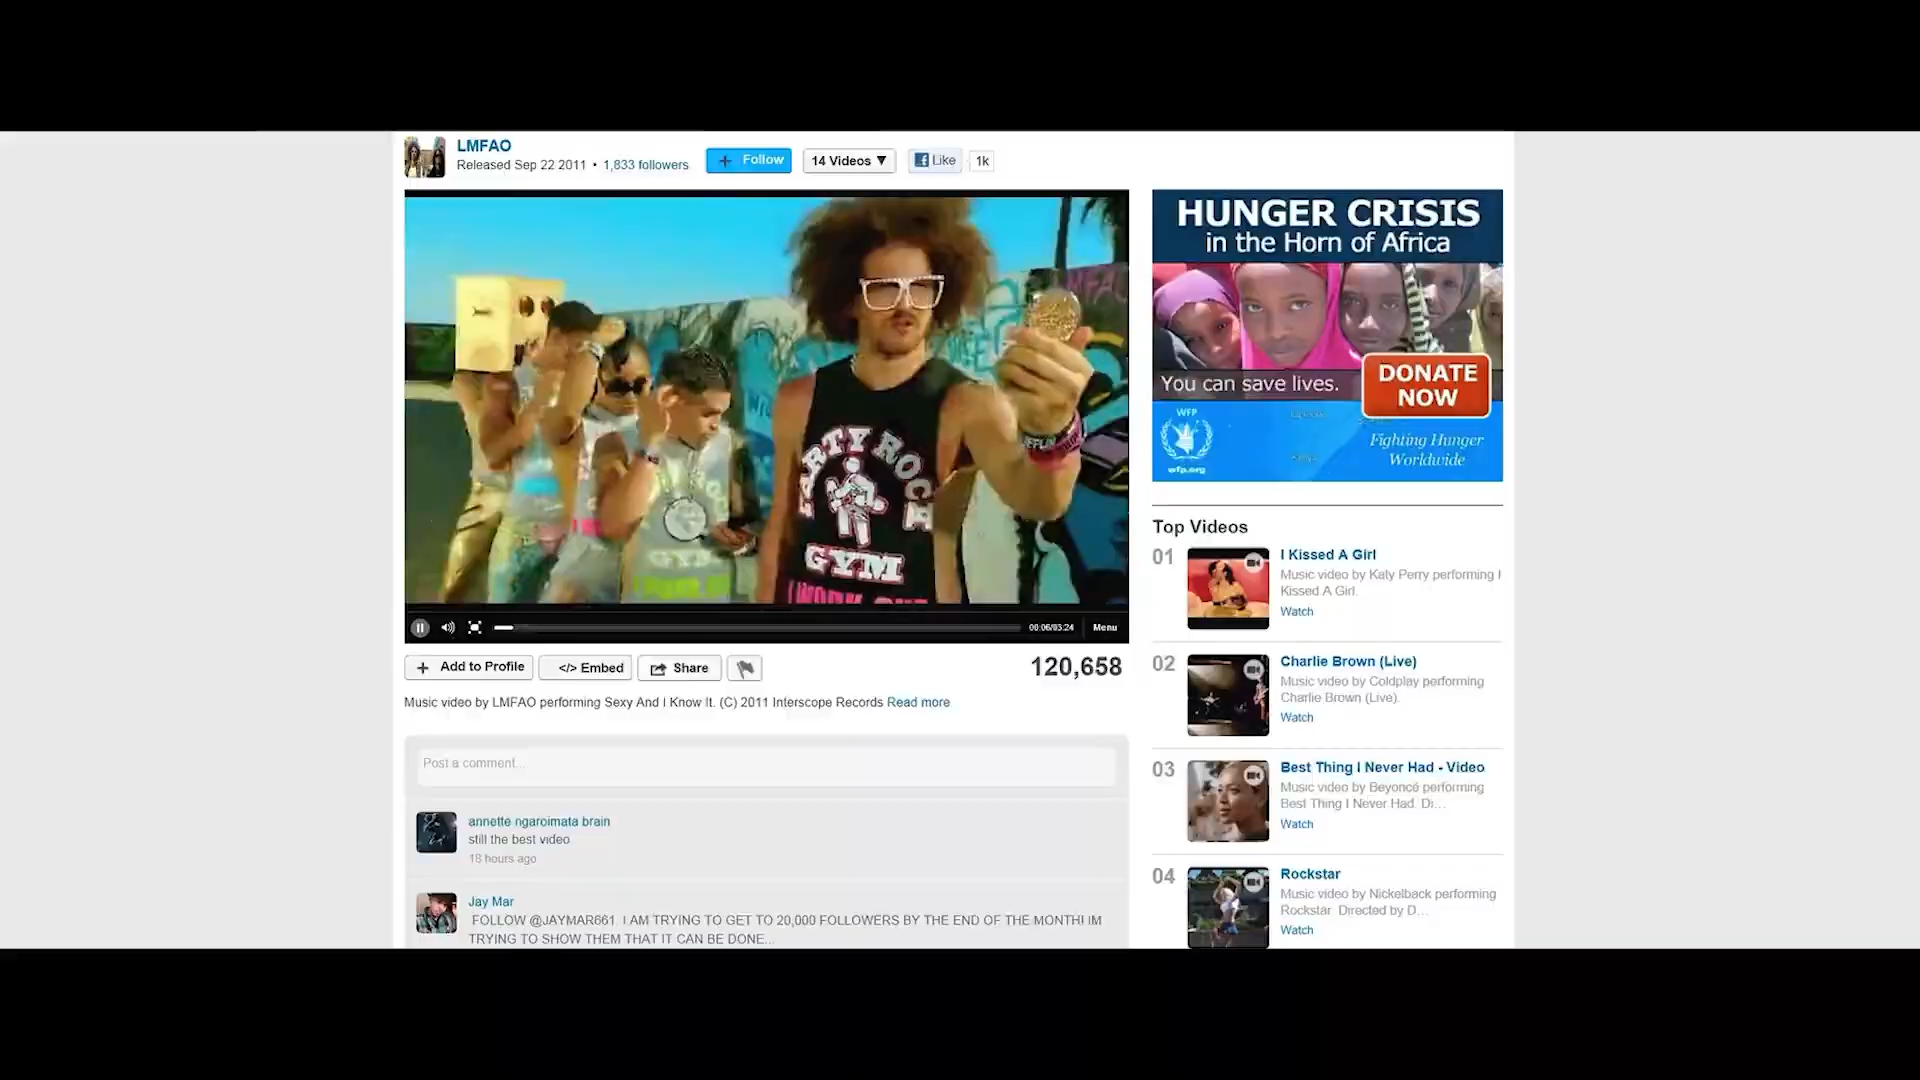 LMFAO
Released Sep 22 2011 • 1,833 followers
+ Follow
14 Videos ▼
Like
1k
PARTY ROCK
GYM
I WORK OUT
00:06/03:24
Menu
+ Add to Profile
</> Embed
Share
120,658
Music video by LMFAO performing Sexy And I Know It. (C) 2011 Interscope Records Read more
Post a comment...
annette ngaroimata brain
still the best video
18 hours ago
Jay Mar
FOLLOW @JAYMAR661. I AM TRYING TO GET TO 20,000 FOLLOWERS BY THE END OF THE MONTH! IM
TRYING TO SHOW THEM THAT IT CAN BE DONE...
HUNGER CRISIS
in the Horn of Africa
You can save lives.
DONATE
NOW
WFP
wfp.org
Fighting Hunger
Worldwide
Top Videos
01
I Kissed A Girl
Music video by Katy Perry performing I
Kissed A Girl.
Watch
02
Charlie Brown (Live)
Music video by Coldplay performing
Charlie Brown (Live).
Watch
03
Best Thing I Never Had - Video
Music video by Beyoncé performing
Best Thing I Never Had. Di...
Watch
04
Rockstar
Music video by Nickelback performing
Rockstar. Directed by D...
Watch